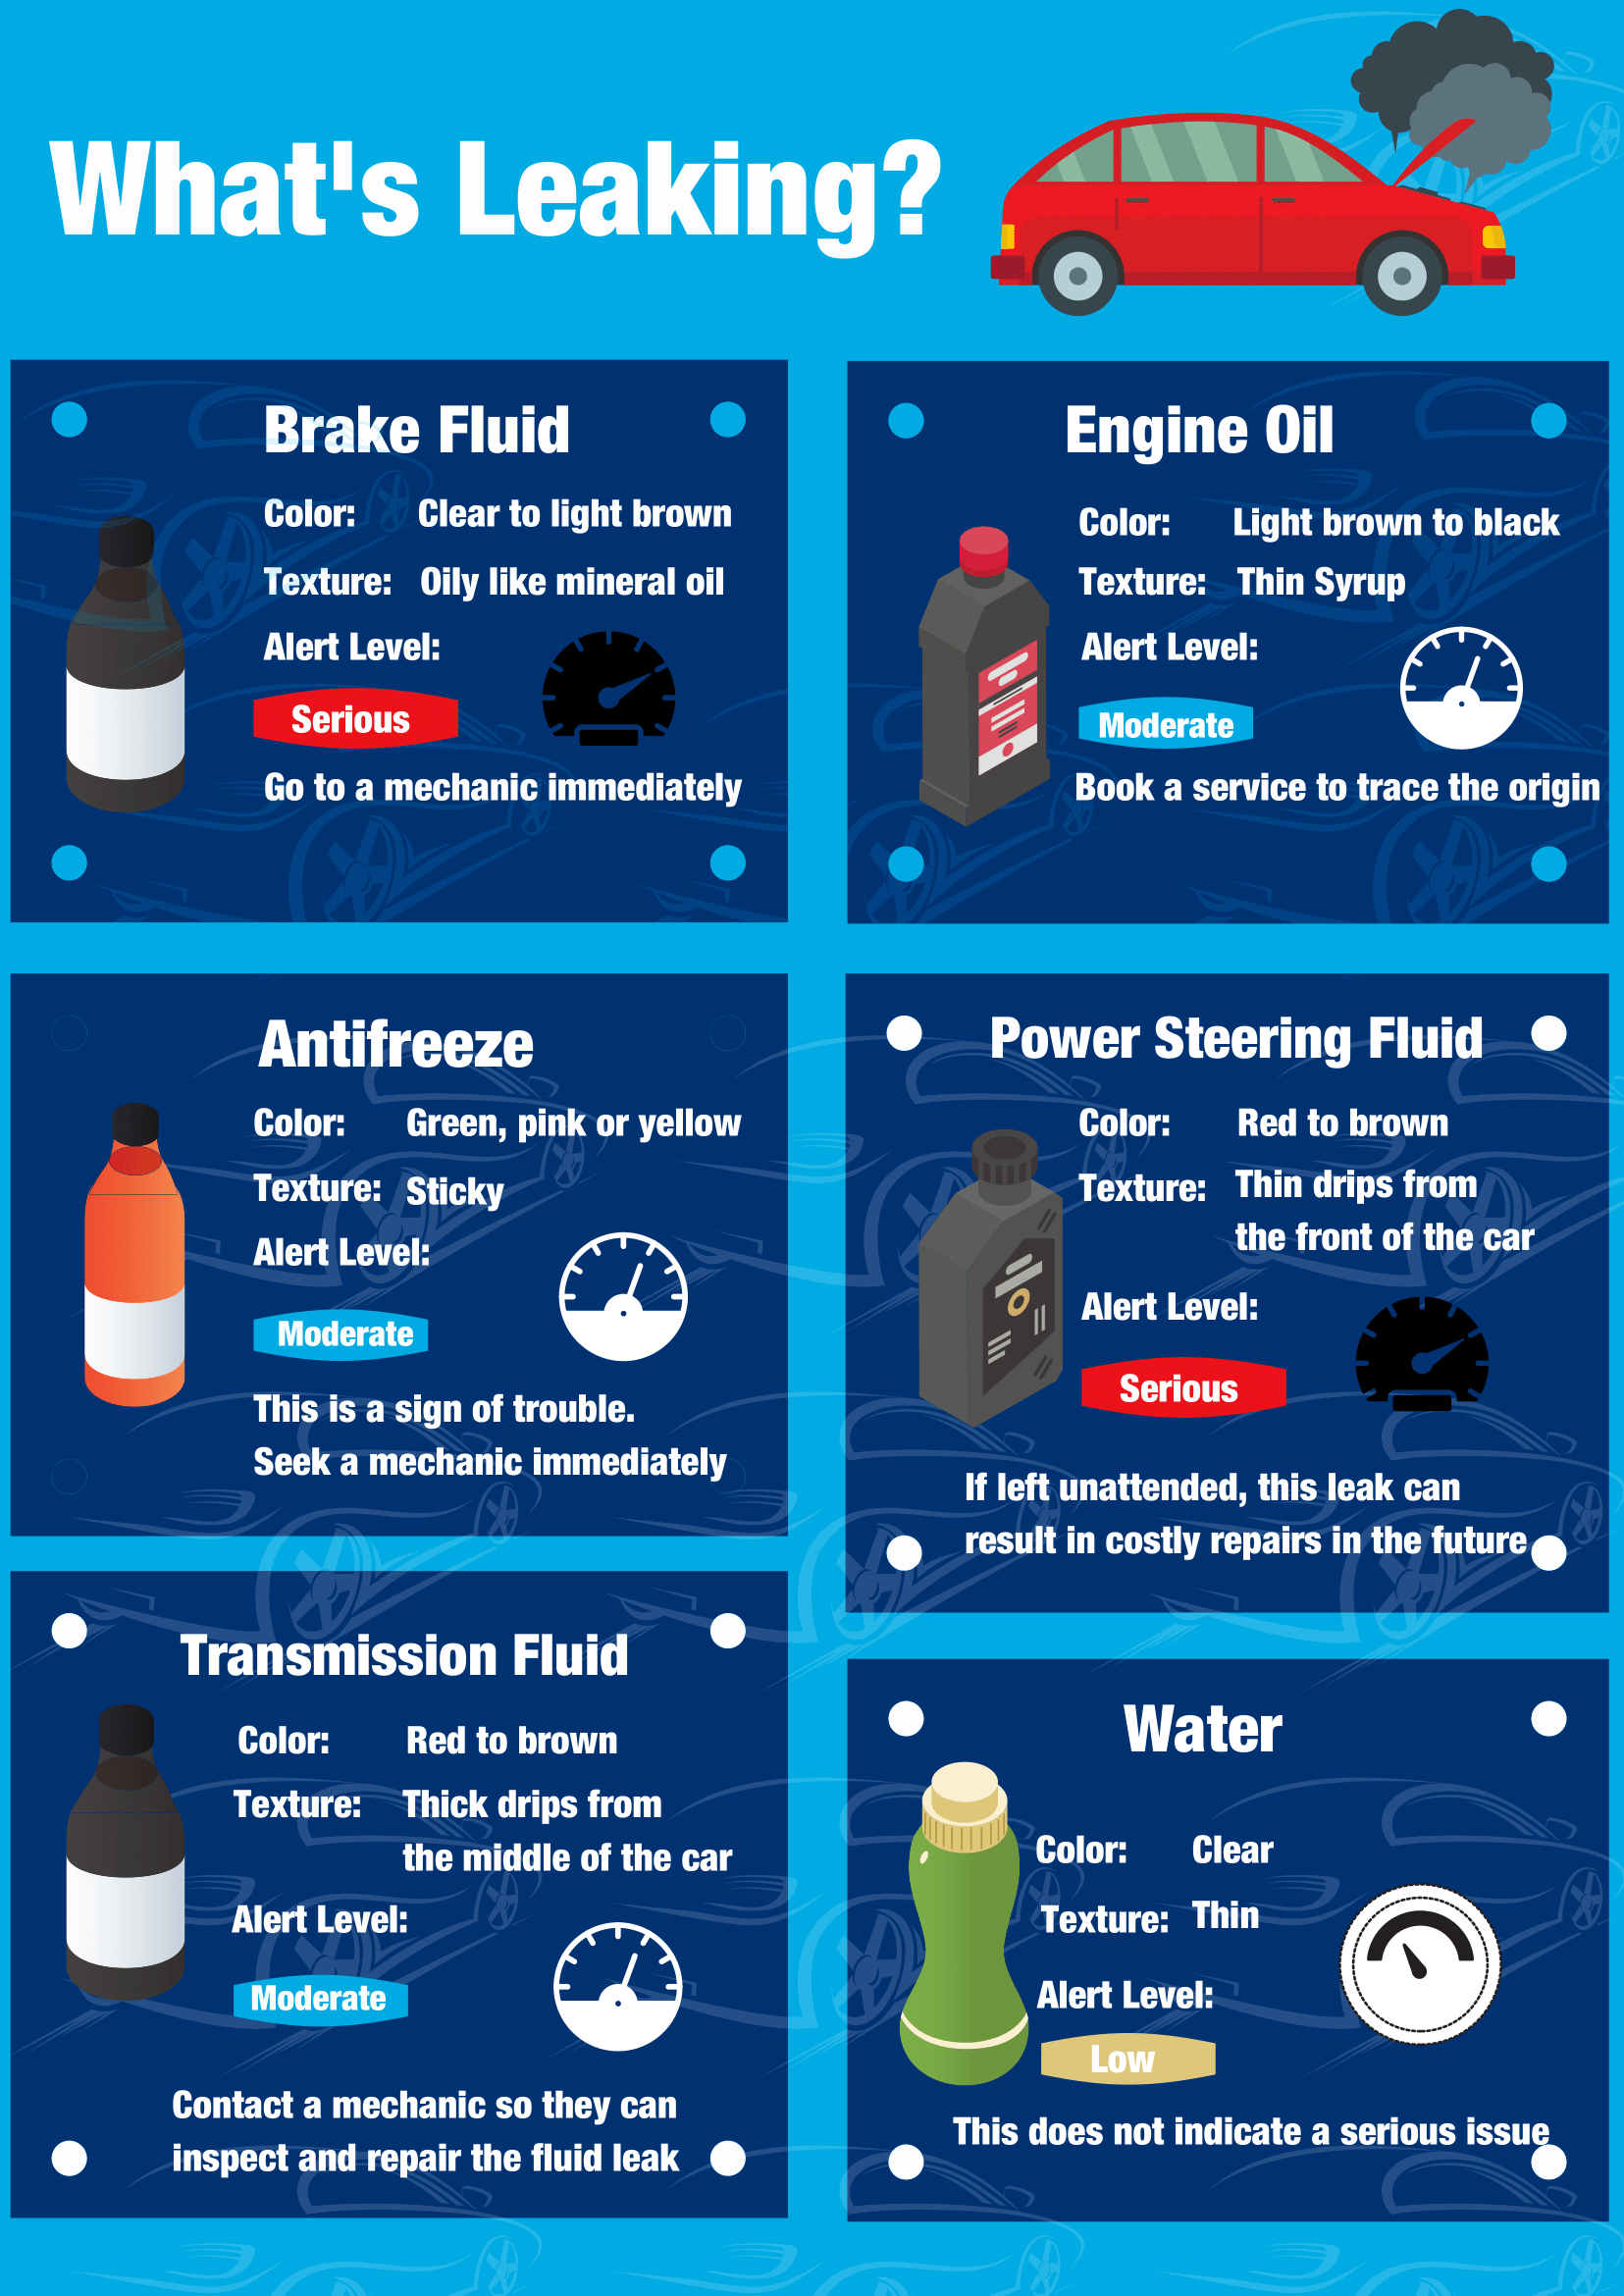 What's Leaking?
Brake Fluid
Color: Clear to light brown
Texture: Oily like mineral oil
Alert Level:
Serious
Go to a mechanic immediately
Engine Oil
Color: Light brown to black
Texture: Thin Syrup
Alert Level:
Moderate
Book a service to trace the origin
Antifreeze
Color: Green, pink or yellow
Texture: Sticky
Alert Level:
Moderate
This is a sign of trouble.
Seek a mechanic immediately
Power Steering Fluid
Color: Red to brown
Texture: Thin drips from
the front of the car
Alert Level:
Serious
If left unattended, this leak can
result in costly repairs in the future
Transmission Fluid
Color: Red to brown
Texture: Thick drips from
the middle of the car
Alert Level:
Moderate
Contact a mechanic so they can
inspect and repair the fluid leak
Water
Color: Clear
Texture: Thin
Alert Level:
Low
This does not indicate a serious issue